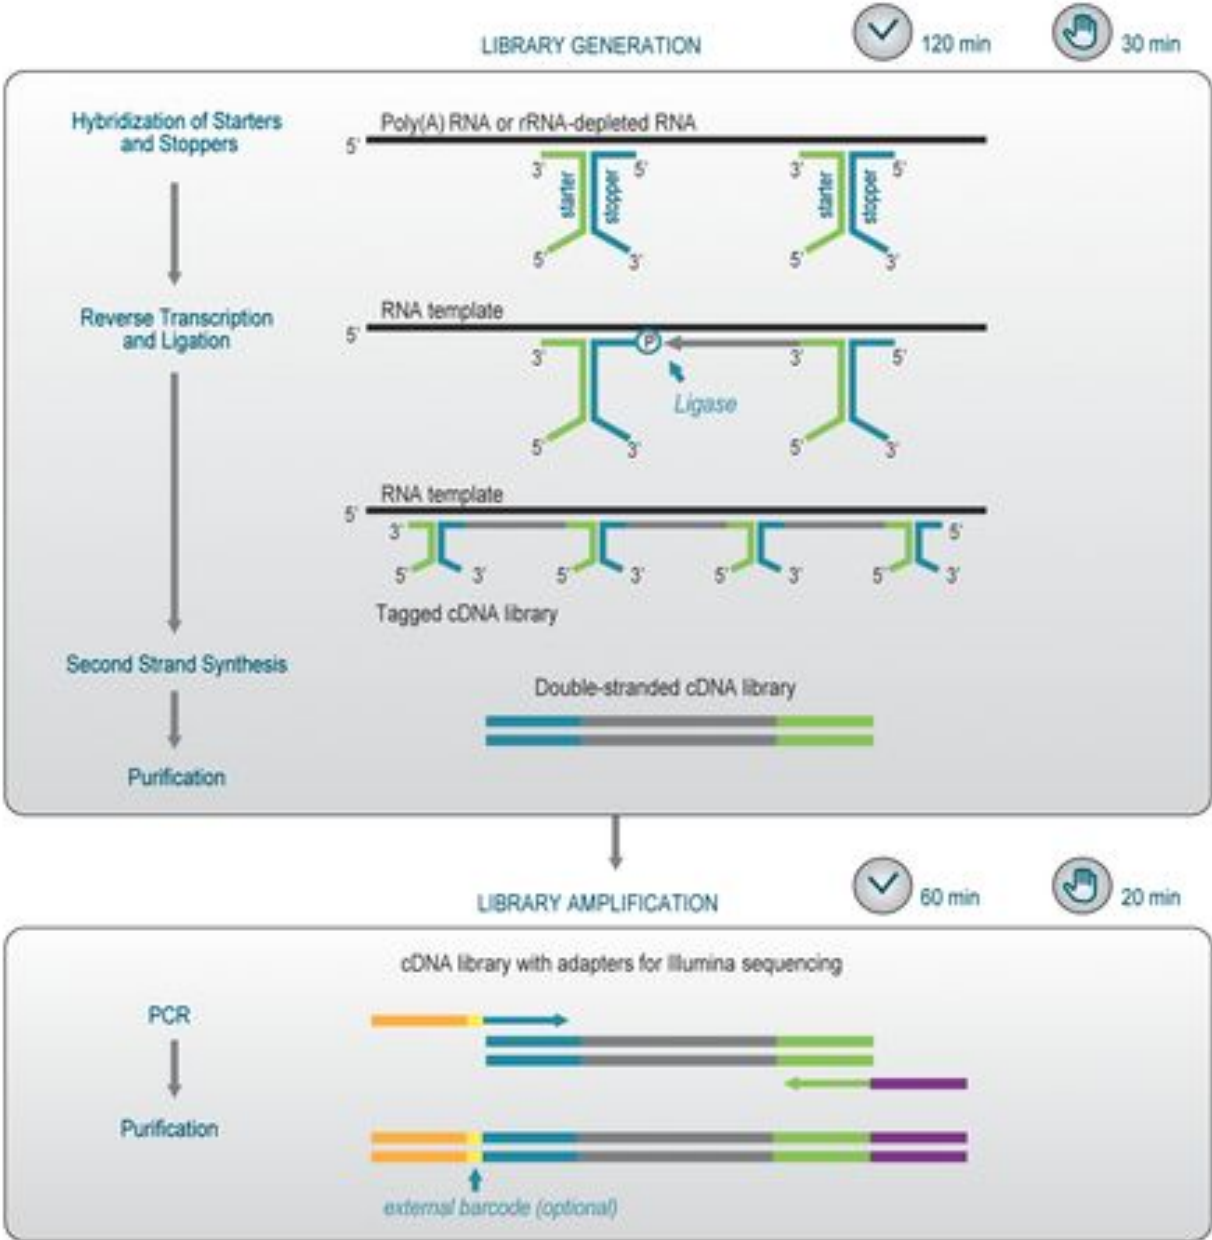 LIBRARY GENERATION
120 min
30 min
Hybridization of Starters
and Stoppers
Poly(A) RNA or rRNA-depleted RNA
5'
3' starter stopper 5'
3' starter stopper 5'
5' 3'
5' 3'
Reverse Transcription
and Ligation
RNA template
5'
3' P 3' 5'
Ligase
5' 3'
5' 3'
RNA template
5'
3' 5'
5' 3' 5' 3' 5' 3' 5' 3'
Tagged cDNA library
Second Strand Synthesis
Double-stranded cDNA library
Purification
LIBRARY AMPLIFICATION
60 min
20 min
cDNA library with adapters for Illumina sequencing
PCR
Purification
external barcode (optional)